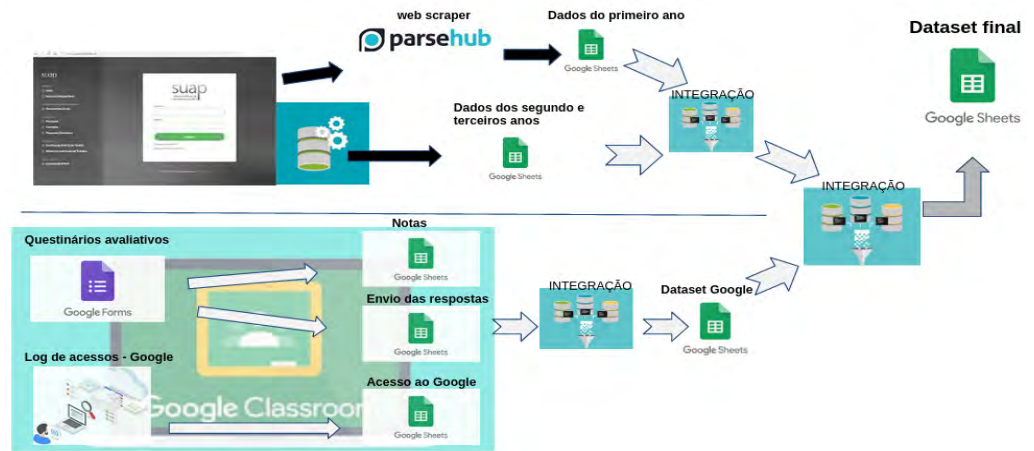 web scraper
parsehub
Dados do primeiro ano
Google Sheets
Dataset final
Google Sheets
suap
suap
INTEGRAÇÃO
Dados dos segundo e
terceiros anos
Google Sheets
INTEGRAÇÃO
Notas
Questinários avaliativos
Google Sheets
Google Forms
Envio das respostas
Google Sheets
INTEGRAÇÃO
Dataset Google
Google Sheets
Log de acessos - Google
Acesso ao Google
Google Classroom
Google Sheets